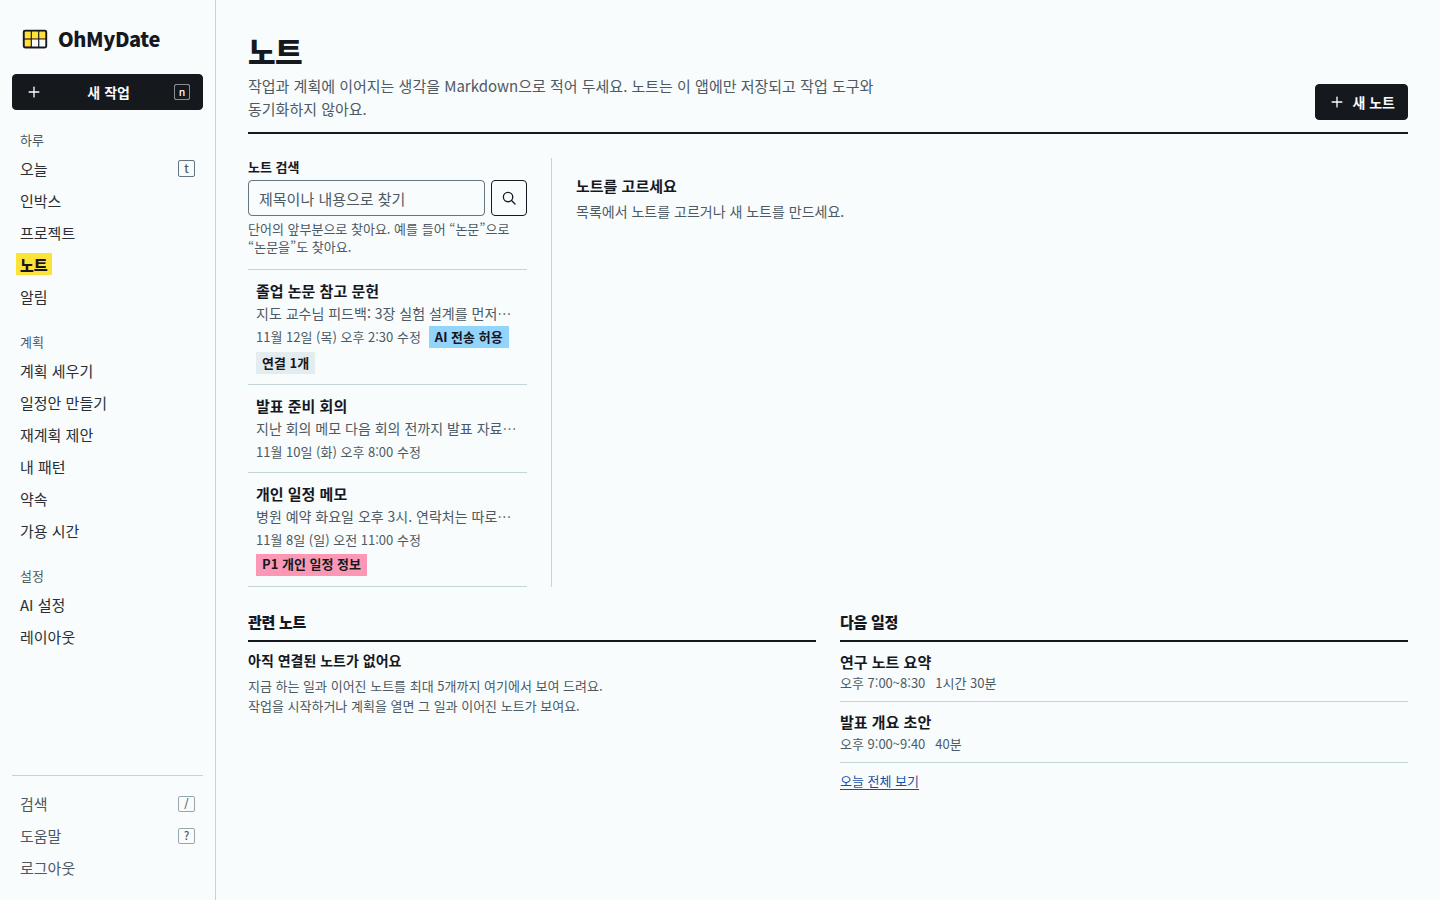 OhMyDate
새 작업 n
하루
오늘 t
인박스
프로젝트
노트
알림
계획
계획 세우기
일정안 만들기
재계획 제안
내 패턴
약속
가용 시간
설정
AI 설정
레이아웃
검색 /
도움말 ?
로그아웃
노트
작업과 계획에 이어지는 생각을 Markdown으로 적어 두세요. 노트는 이 앱에만 저장되고 작업 도구와
동기화하지 않아요.
새 노트
노트 검색
제목이나 내용으로 찾기
단어의 앞부분으로 찾아요. 예를 들어 “논문”으로
“논문을”도 찾아요.
졸업 논문 참고 문헌
지도 교수님 피드백: 3장 실험 설계를 먼저…
11월 12일 (목) 오후 2:30 수정 AI 전송 허용
연결 1개
발표 준비 회의
지난 회의 메모 다음 회의 전까지 발표 자료…
11월 10일 (화) 오후 8:00 수정
개인 일정 메모
병원 예약 화요일 오후 3시. 연락처는 따로…
11월 8일 (일) 오전 11:00 수정
P1 개인 일정 정보
노트를 고르세요
목록에서 노트를 고르거나 새 노트를 만드세요.
관련 노트
아직 연결된 노트가 없어요
지금 하는 일과 이어진 노트를 최대 5개까지 여기에서 보여 드려요.
작업을 시작하거나 계획을 열면 그 일과 이어진 노트가 보여요.
다음 일정
연구 노트 요약
오후 7:00~8:30 1시간 30분
발표 개요 초안
오후 9:00~9:40 40분
오늘 전체 보기